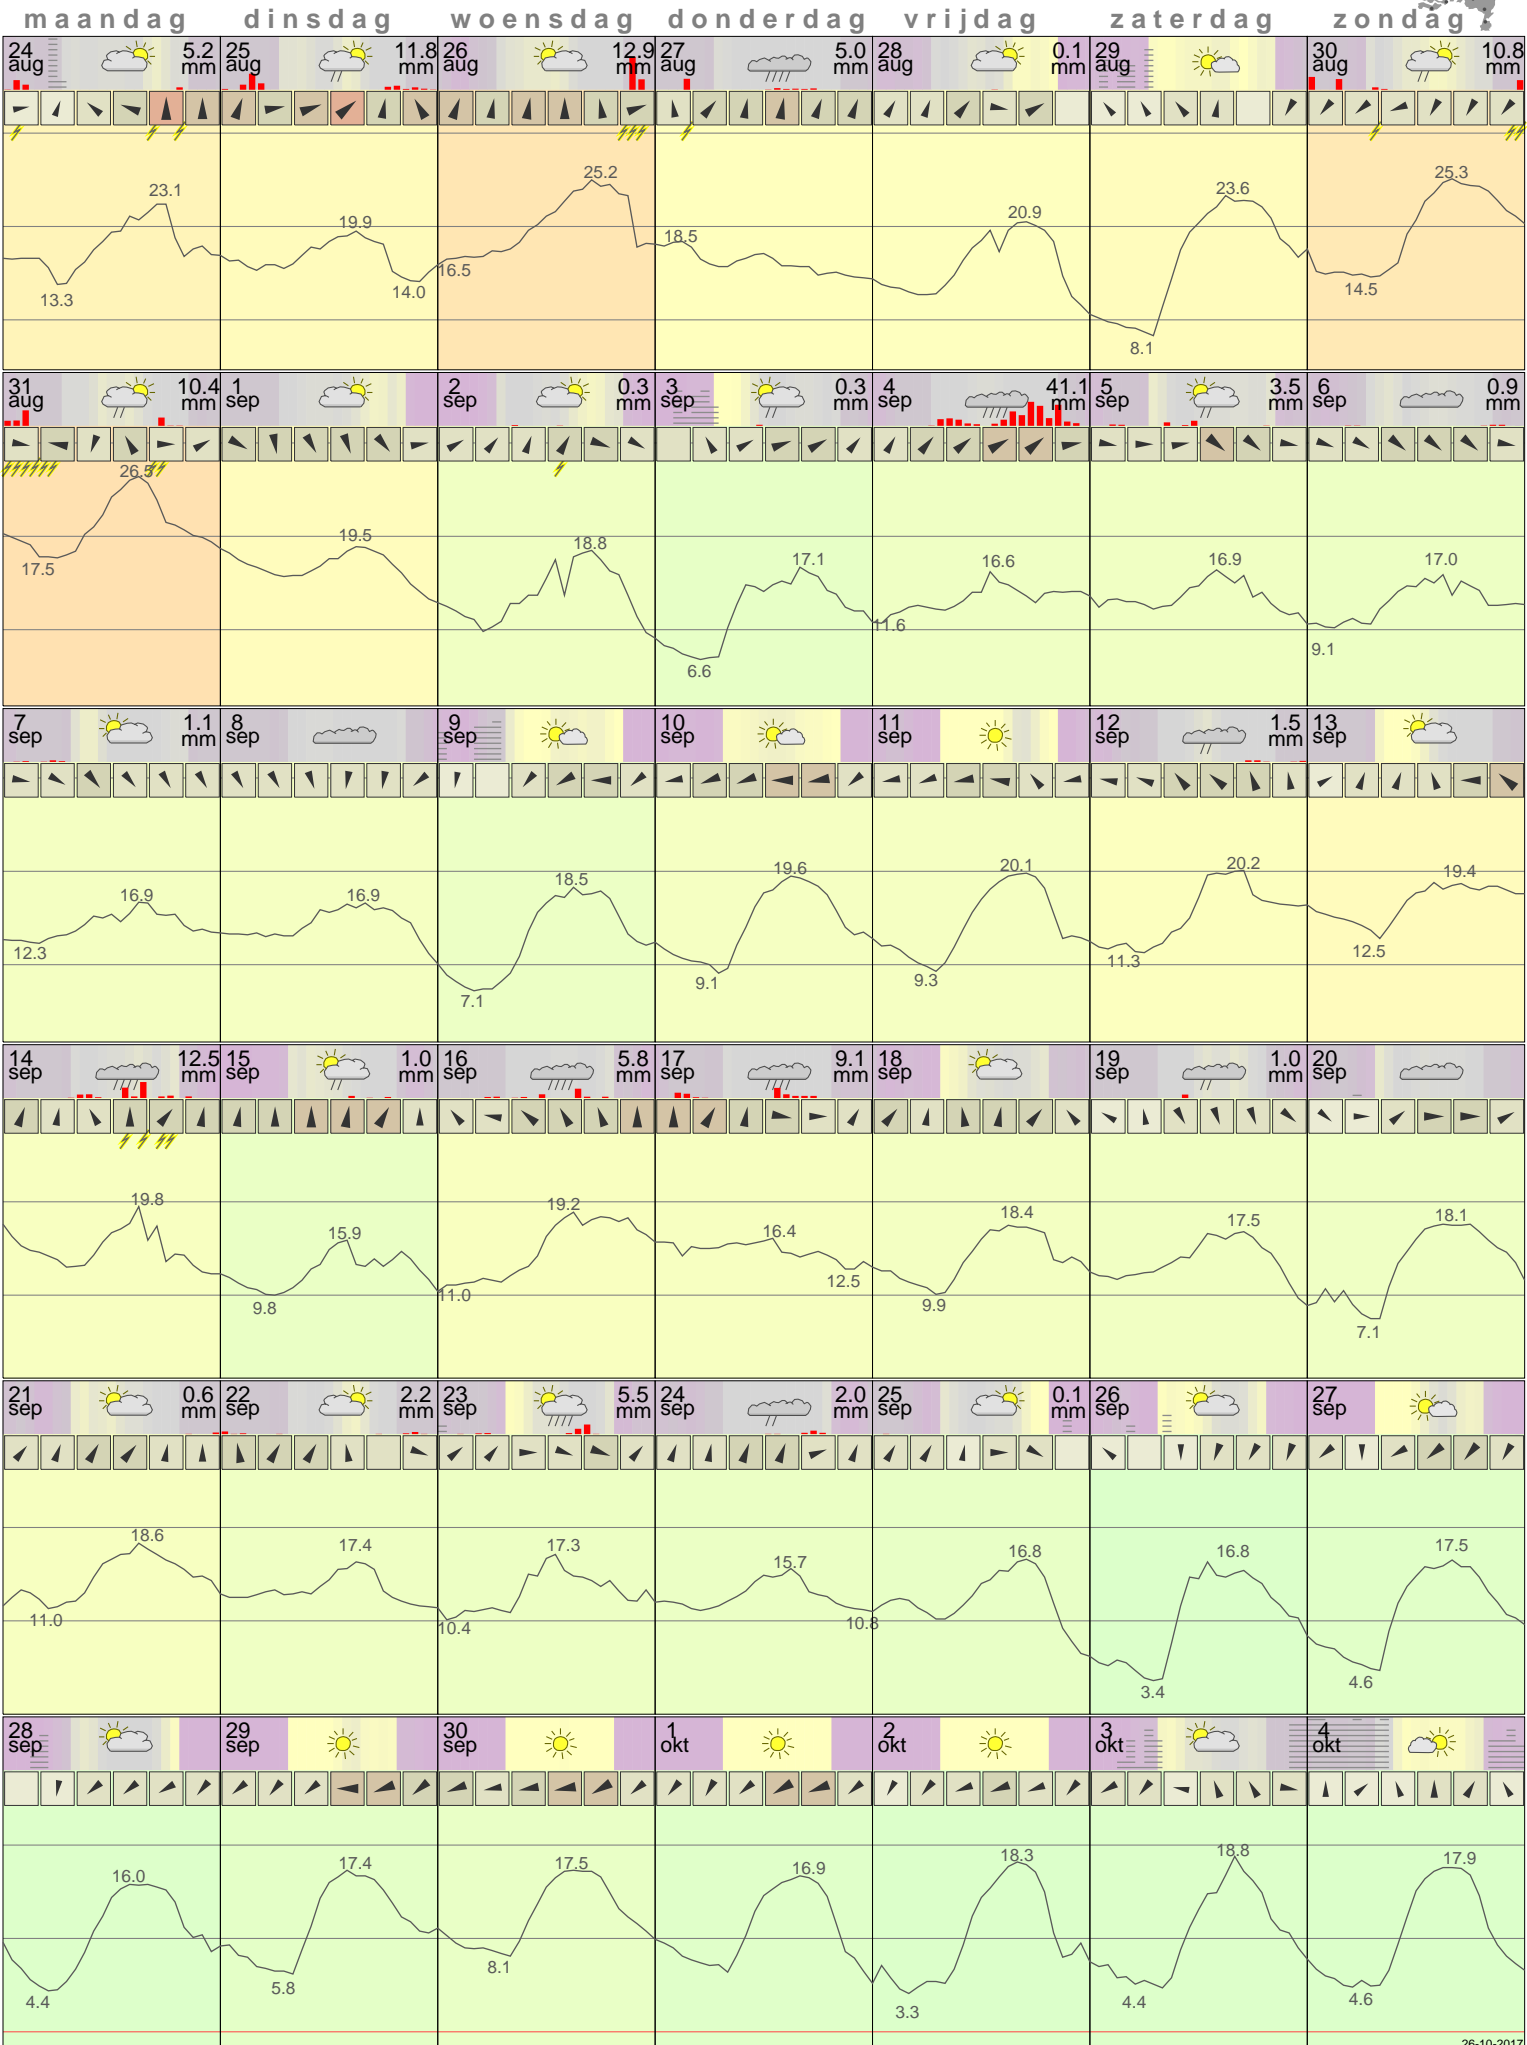 maandag dinsdag woensdag donderdag vrijdag zaterdag zondag
24 5.2 25 11.8 26 12.9 27 5.0 28 0.1 29 30 10.8
aug mm aug mm aug mm aug mm aug mm aug aug mm
23.1 19.9 25.2 18.5 20.9 23.6 25.3
13.3 14.0 16.5 8.1 14.5
31 10.4 1 2 0.3 3 0.3 4 41.1 5 3.5 6 0.9
aug mm sep sep mm sep mm sep mm sep mm sep mm
26.5 19.5 18.8 17.1 16.6 16.9 17.0
17.5 6.6 11.6 9.1
7 1.1 8 9 10 11 12 1.5 13
sep mm sep sep sep sep sep mm sep
16.9 16.9 18.5 19.6 20.1 20.2 19.4
12.3 7.1 9.1 9.3 11.3 12.5
14 12.5 15 1.0 16 5.8 17 9.1 18 19 1.0 20
sep mm sep mm sep mm sep mm sep sep mm sep
19.8 15.9 19.2 16.4 18.4 17.5 18.1
9.8 11.0 12.5 9.9 7.1
21 0.6 22 2.2 23 5.5 24 2.0 25 0.1 26 27
sep mm sep mm sep mm sep mm sep mm sep sep
18.6 17.4 17.3 15.7 16.8 16.8 17.5
11.0 10.4 10.8 3.4 4.6
28 29 30 1 2 3 4
sep sep sep okt okt okt okt
16.0 17.4 17.5 16.9 18.3 18.8 17.9
4.4 5.8 8.1 3.3 4.4 4.6
26-10-2017